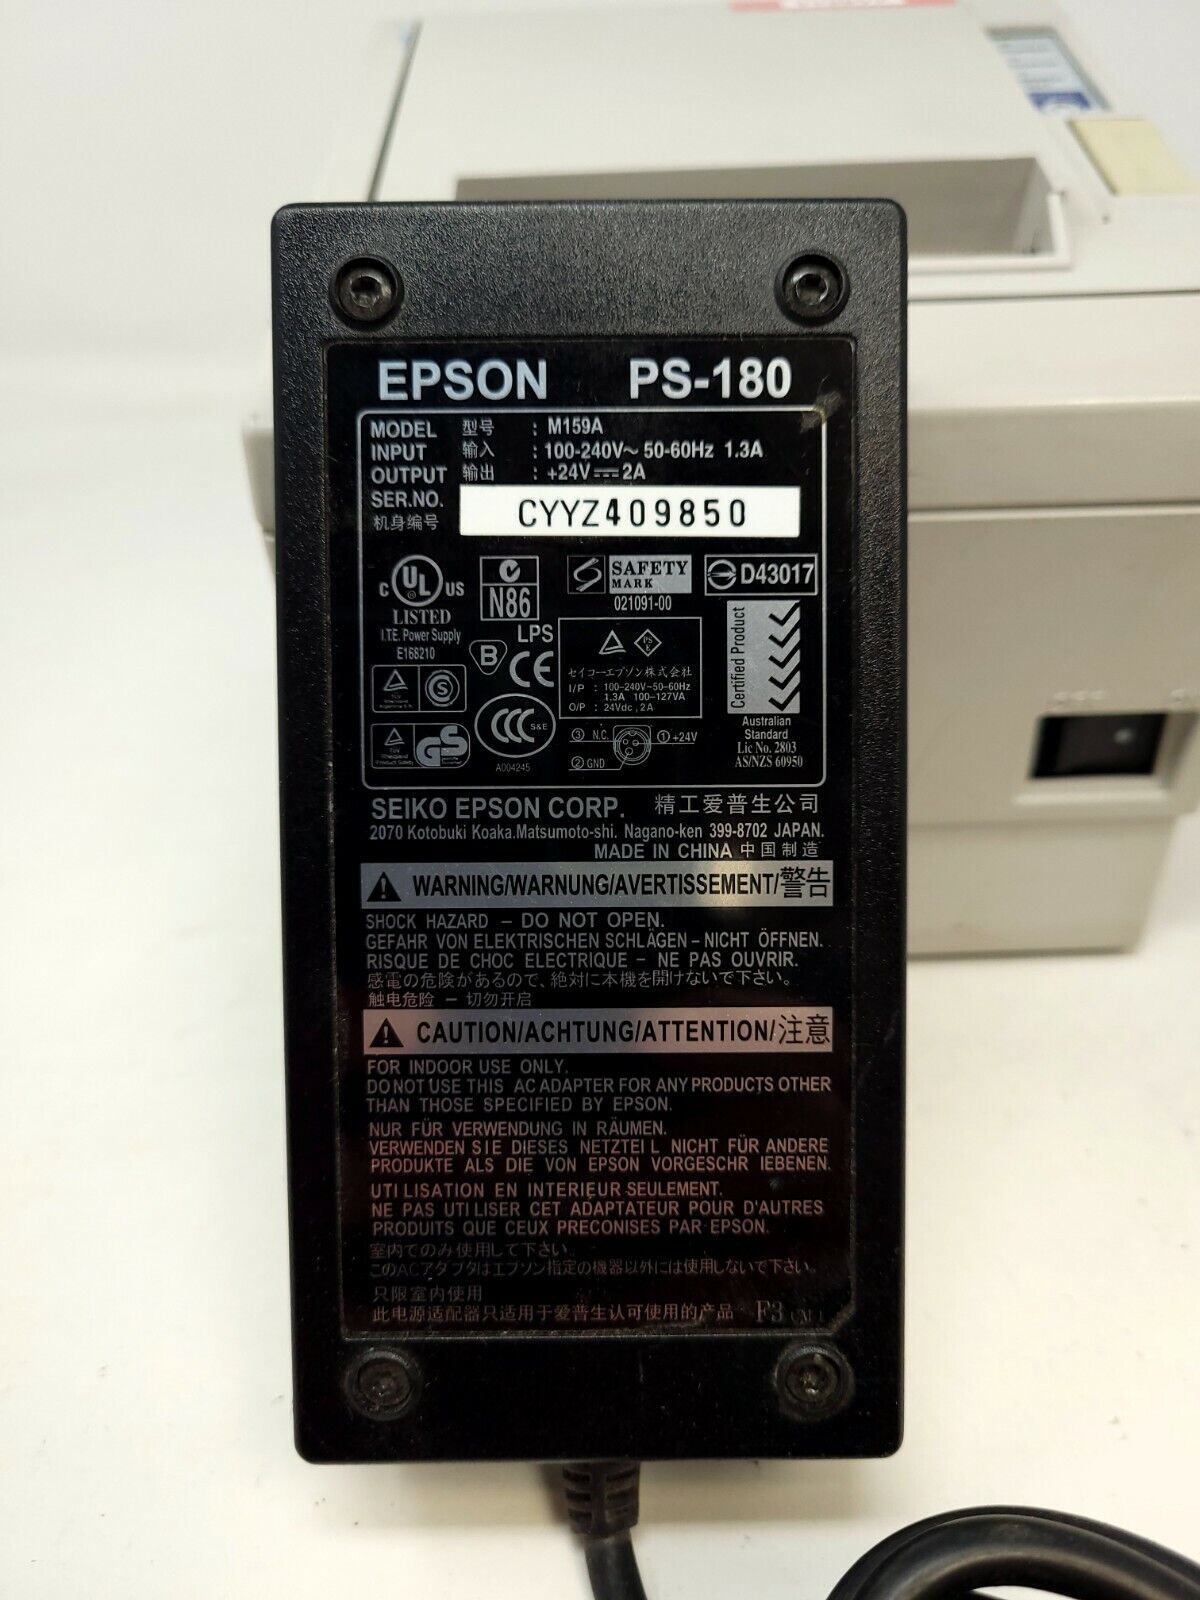 EPSON PS-180
MODEL 型号 : M159A
INPUT 输入 : 100-240V~ 50-60Hz 1.3A
OUTPUT 输出 : +24V⎓2A
SER.NO. 机身编号 CYYZ409850
C UL US
LISTED
I.T.E. Power Supply
E168210
N86
SAFETY
MARK
021091-00
D43017
LPS
B
CE
PS
E
セイコーエプソン株式会社
I/P : 100-240V~50-60Hz
1.3A 100-127VA
O/P : 24Vdc, 2A
③ N.C. ① +24V
② GND
Certified Product
Australian
Standard
Lic No. 2803
AS/NZS 60950
S
GS
CCC S&E
A004245
SEIKO EPSON CORP. 精工爱普生公司
2070 Kotobuki Koaka.Matsumoto-shi. Nagano-ken 399-8702 JAPAN.
MADE IN CHINA 中国制造
WARNING/WARNUNG/AVERTISSEMENT/警告
SHOCK HAZARD – DO NOT OPEN.
GEFAHR VON ELEKTRISCHEN SCHLÄGEN – NICHT ÖFFNEN.
RISQUE DE CHOC ELECTRIQUE – NE PAS OUVRIR.
感電の危険があるので、絶対に本機を開けないで下さい。
触电危险 – 切勿开启
CAUTION/ACHTUNG/ATTENTION/注意
FOR INDOOR USE ONLY.
DO NOT USE THIS AC ADAPTER FOR ANY PRODUCTS OTHER
THAN THOSE SPECIFIED BY EPSON.
NUR FÜR VERWENDUNG IN RÄUMEN.
VERWENDEN SIE DIESES NETZTEIL NICHT FÜR ANDERE
PRODUKTE ALS DIE VON EPSON VORGESCHRIEBENEN.
UTILISATION EN INTERIEUR SEULEMENT.
NE PAS UTILISER CET ADAPTATEUR POUR D'AUTRES
PRODUITS QUE CEUX PRECONISES PAR EPSON.
室内でのみ使用して下さい。
このACアダプタはエプソン指定の機器以外には使用しないで下さい。
只限室内使用
此电源适配器只适用于爱普生认可使用的产品 F3